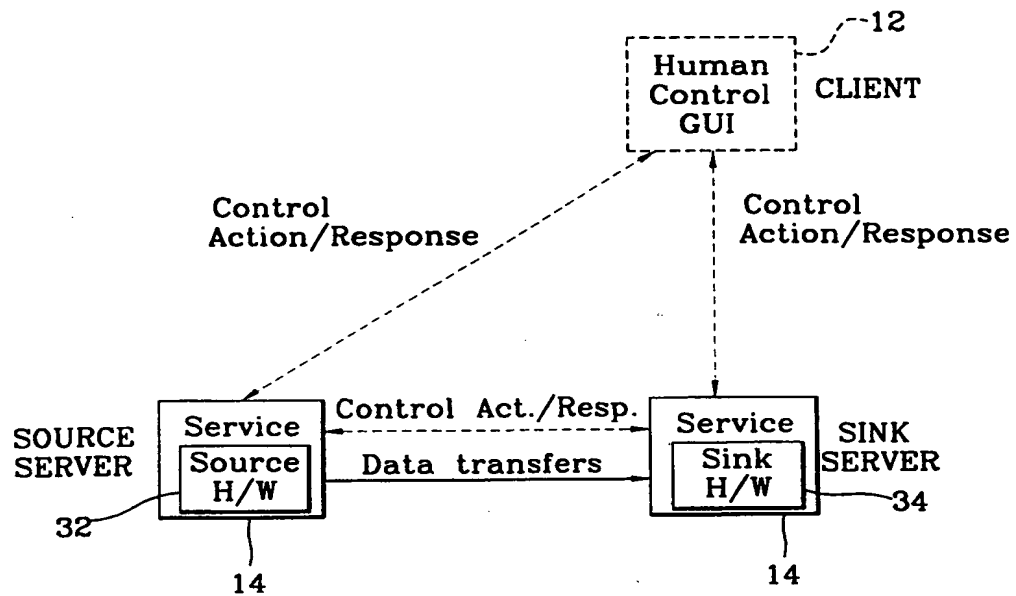 12
Human
Control
GUI
CLIENT
Control
Action/Response
Control
Action/Response
SOURCE
SERVER
Service
Source
H/W
Control Act./Resp.
Data transfers
Service
Sink
H/W
SINK
SERVER
32
34
14
14